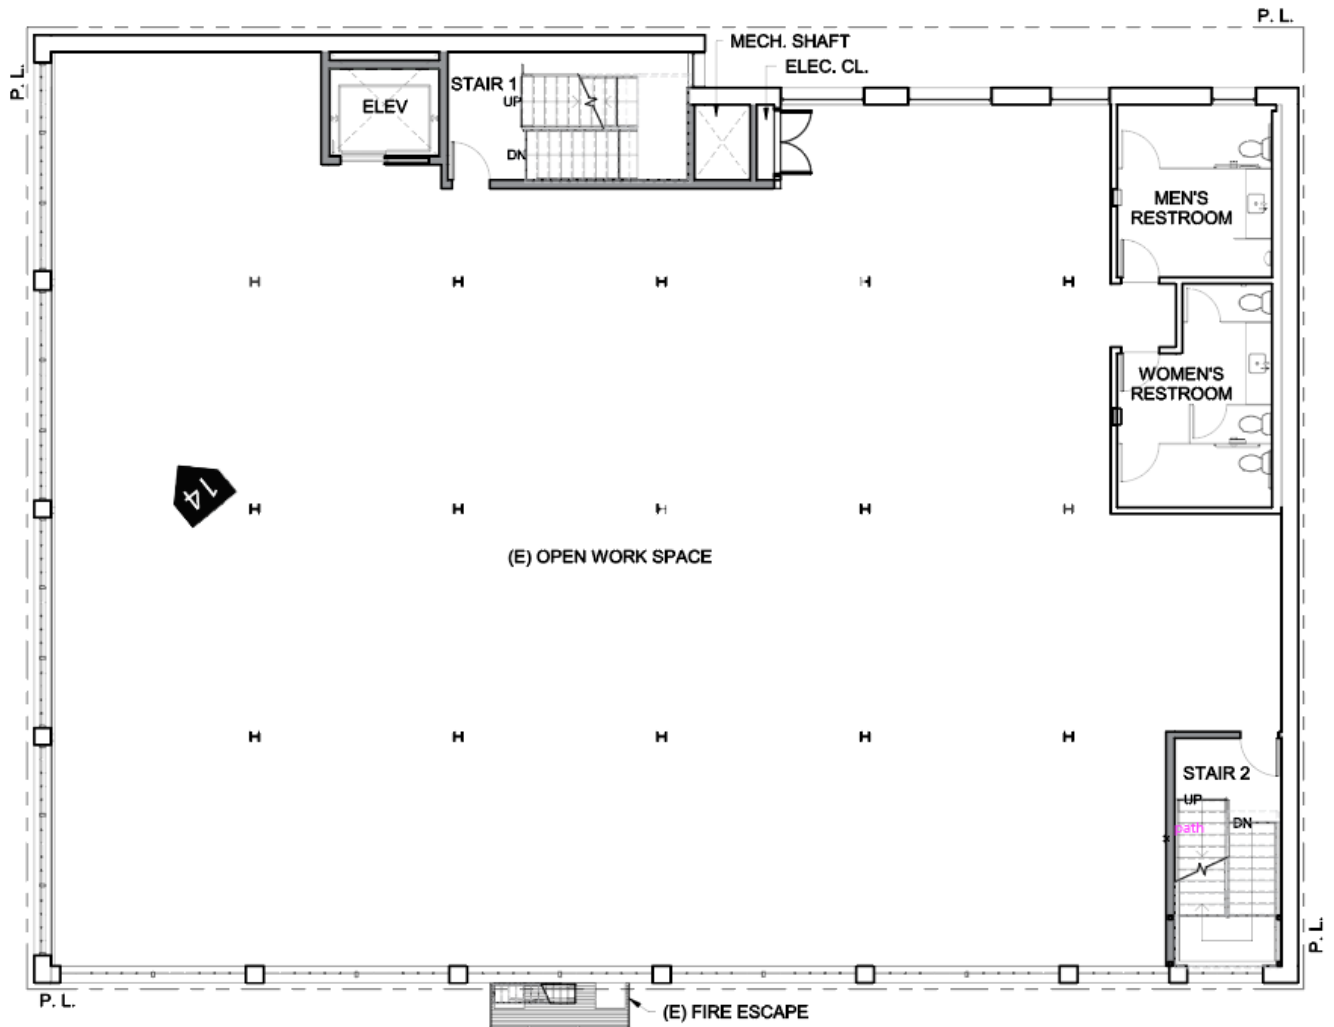 P. L.
MECH. SHAFT
P. L.
ELEC. CL.
STAIR 1
ELEV
UP
DN
MEN'S
RESTROOM
WOMEN'S
RESTROOM
14
(E) OPEN WORK SPACE
STAIR 2
UP
DN
path
P. L.
P. L.
(E) FIRE ESCAPE